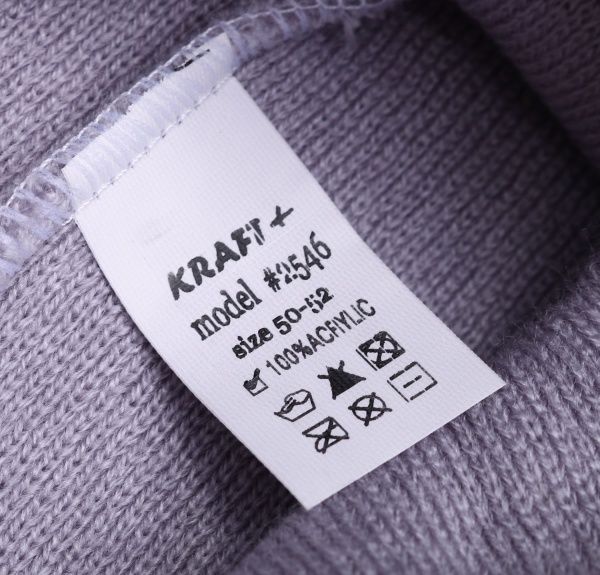 KRAFT +
model #2546
size 50-52
100%ACRYLIC